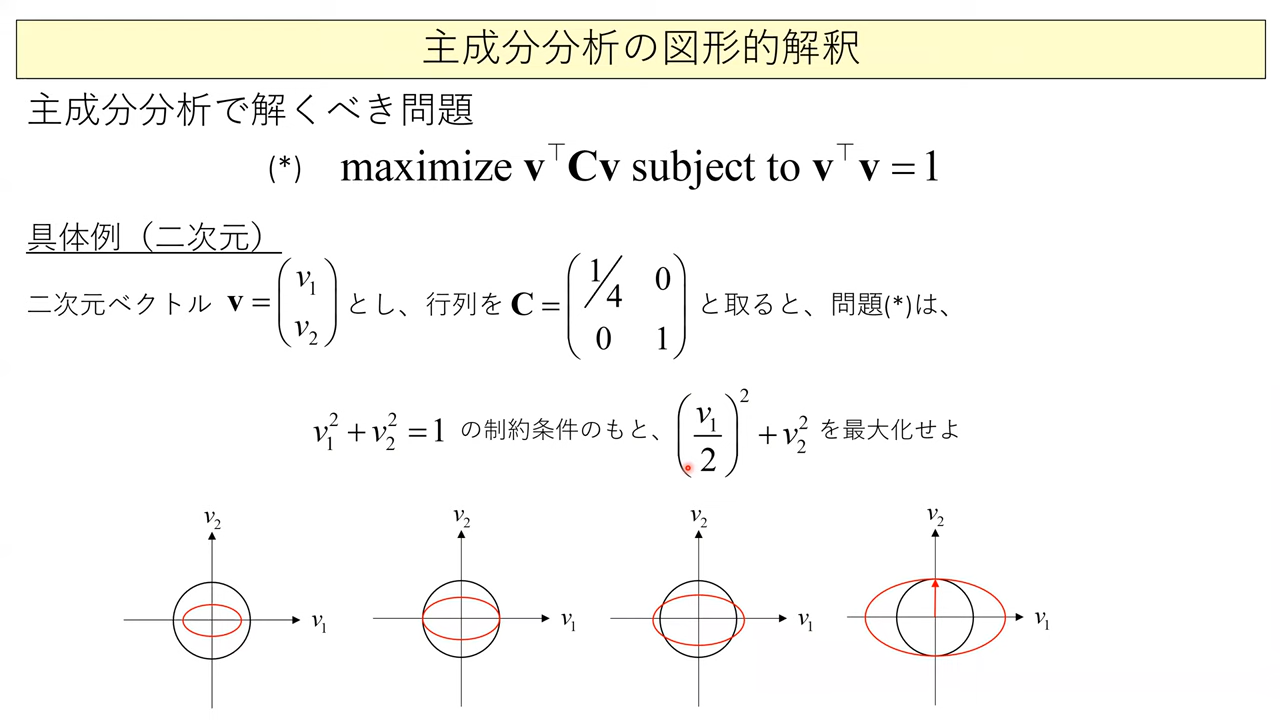 主成分分析の図形的解釈
主成分分析で解くべき問題
(*) maximize v⊤Cv subject to v⊤v = 1
具体例（二次元）
二次元ベクトル v = (v₁ v₂) とし、行列を C = (1/4 0 0 1) と取ると、問題(*)は、
v₁² + v₂² = 1 の制約条件のもと、(v₁/2)² + v₂² を最大化せよ
v₂ v₂ v₂ v₂
v₁ v₁ v₁ v₁